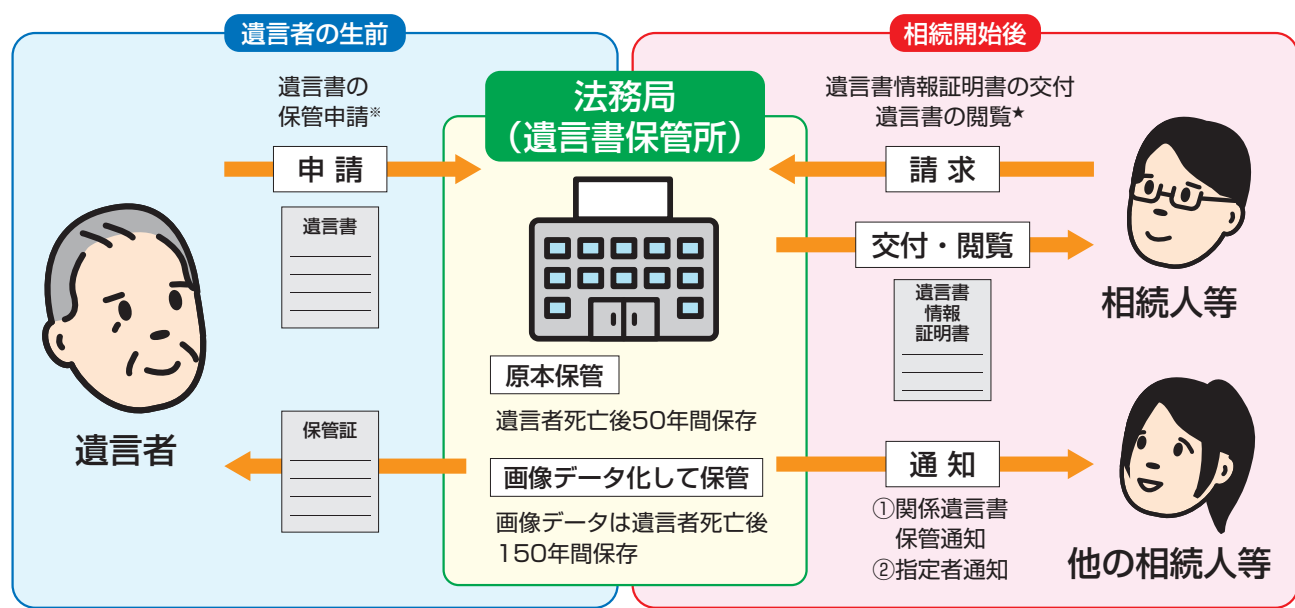 遺言者の生前
遺言書の
保管申請※
申請
遺言書
遺言者
保管証
法務局
（遺言書保管所）
原本保管
遺言者死亡後50年間保存
画像データ化して保管
画像データは遺言者死亡後
150年間保存
相続開始後
遺言書情報証明書の交付
遺言書の閲覧★
請求
交付・閲覧
遺言書
情報
証明書
相続人等
通知
①関係遺言書
保管通知
②指定者通知
他の相続人等